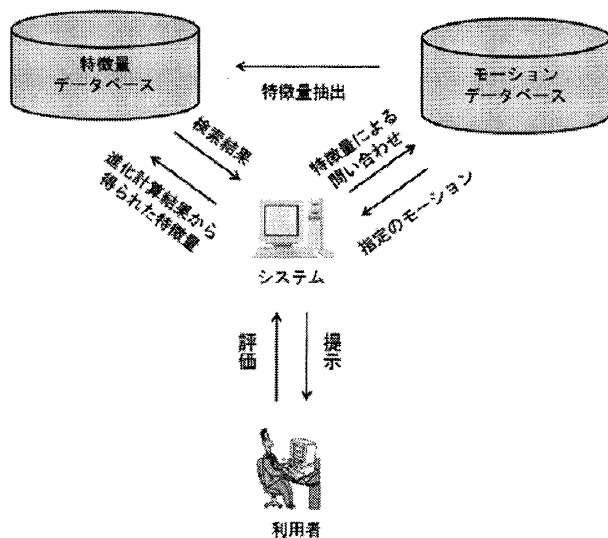 特徴量
データベース
モーション
データベース
特徴量抽出
検索結果
進化計算結果から
得られた特徴量
特徴量による
問い合わせ
指定のモーション
システム
評価
提示
利用者